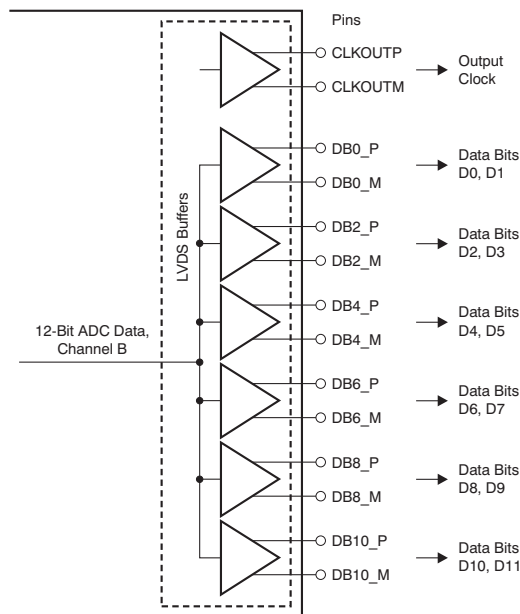 Pins
CLKOUTP
CLKOUTM
Output
Clock
DB0_P
DB0_M
Data Bits
D0, D1
LVDS Buffers
DB2_P
DB2_M
Data Bits
D2, D3
DB4_P
DB4_M
Data Bits
D4, D5
12-Bit ADC Data,
Channel B
DB6_P
DB6_M
Data Bits
D6, D7
DB8_P
DB8_M
Data Bits
D8, D9
DB10_P
DB10_M
Data Bits
D10, D11